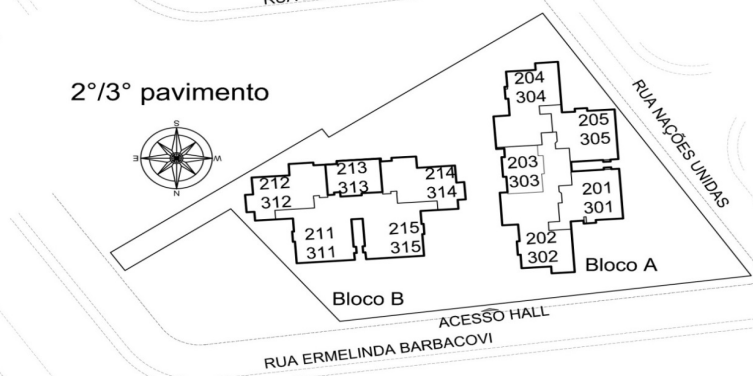 2°/3° pavimento
S
E
W
N
204
304
205
305
203
303
201
301
202
302
Bloco A
213
313
212
312
214
314
211
311
215
315
Bloco B
RUA NAÇÕES UNIDAS
ACESSO HALL
RUA ERMELINDA BARBACOVI